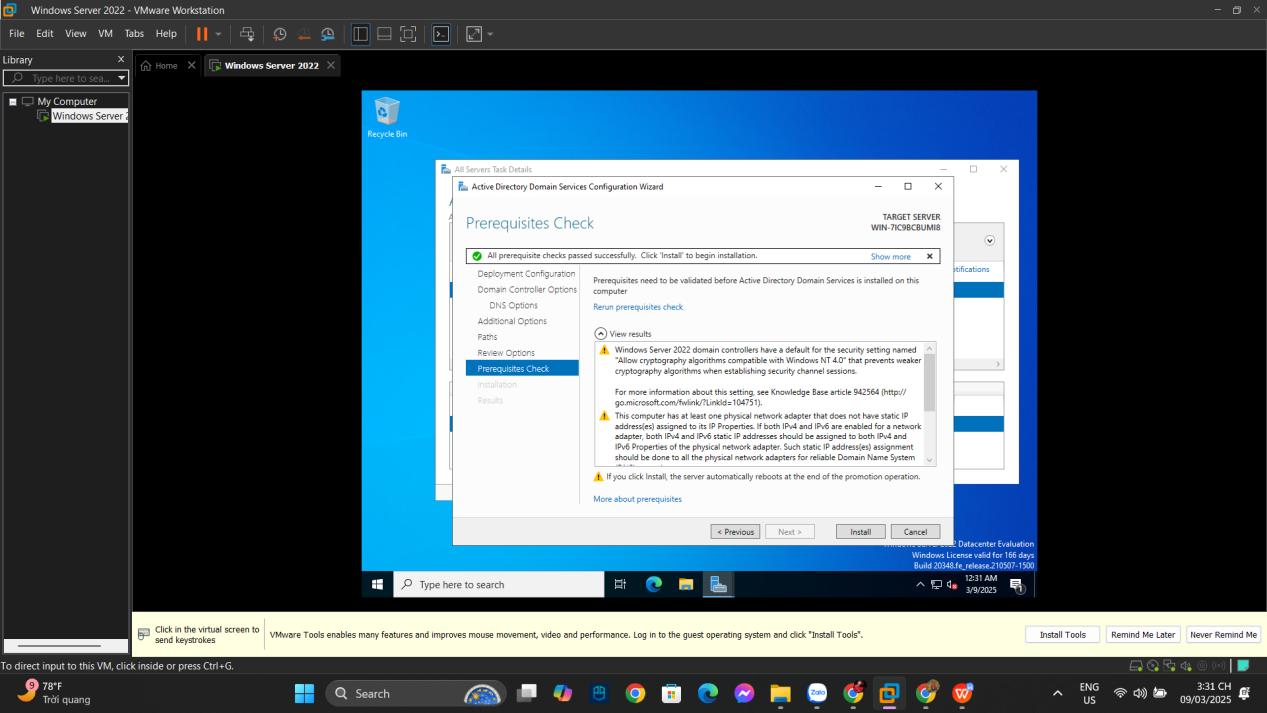 Windows Server 2022 - VMware Workstation
File Edit View VM Tabs Help
Library
Type here to sea...
My Computer
Windows Server 2
Home
Windows Server 2022
Recycle Bin
All Servers Task Details
Active Directory Domain Services Configuration Wizard
Prerequisites Check
TARGET SERVER
WIN-7IC9BCBUMI8
All prerequisite checks passed successfully. Click 'Install' to begin installation.
Show more
Deployment Configuration
Domain Controller Options
DNS Options
Additional Options
Paths
Review Options
Prerequisites Check
Installation
Results
Prerequisites need to be validated before Active Directory Domain Services is installed on this
computer
Rerun prerequisites check
View results
Windows Server 2022 domain controllers have a default for the security setting named
"Allow cryptography algorithms compatible with Windows NT 4.0" that prevents weaker
cryptography algorithms when establishing security channel sessions.
For more information about this setting, see Knowledge Base article 942564 (http://
go.microsoft.com/fwlink/?LinkId=104751).
This computer has at least one physical network adapter that does not have static IP
address(es) assigned to its IP Properties. If both IPv4 and IPv6 are enabled for a network
adapter, both IPv4 and IPv6 static IP addresses should be assigned to both IPv4 and
IPv6 Properties of the physical network adapter. Such static IP address(es) assignment
should be done to all the physical network adapters for reliable Domain Name System
If you click Install, the server automatically reboots at the end of the promotion operation.
More about prerequisites
< Previous
Next >
Install
Cancel
2 Datacenter Evaluation
Windows License valid for 166 days
Build 20348.fe_release.210507-1500
Type here to search
12:31 AM
3/9/2025
1
Click in the virtual screen to
send keystrokes
VMware Tools enables many features and improves mouse movement, video and performance. Log in to the guest operating system and click "Install Tools".
Install Tools
Remind Me Later
Never Remind Me
To direct input to this VM, click inside or press Ctrl+G.
9
78°F
Trời quang
Search
Zalo
ENG
US
3:31 CH
09/03/2025